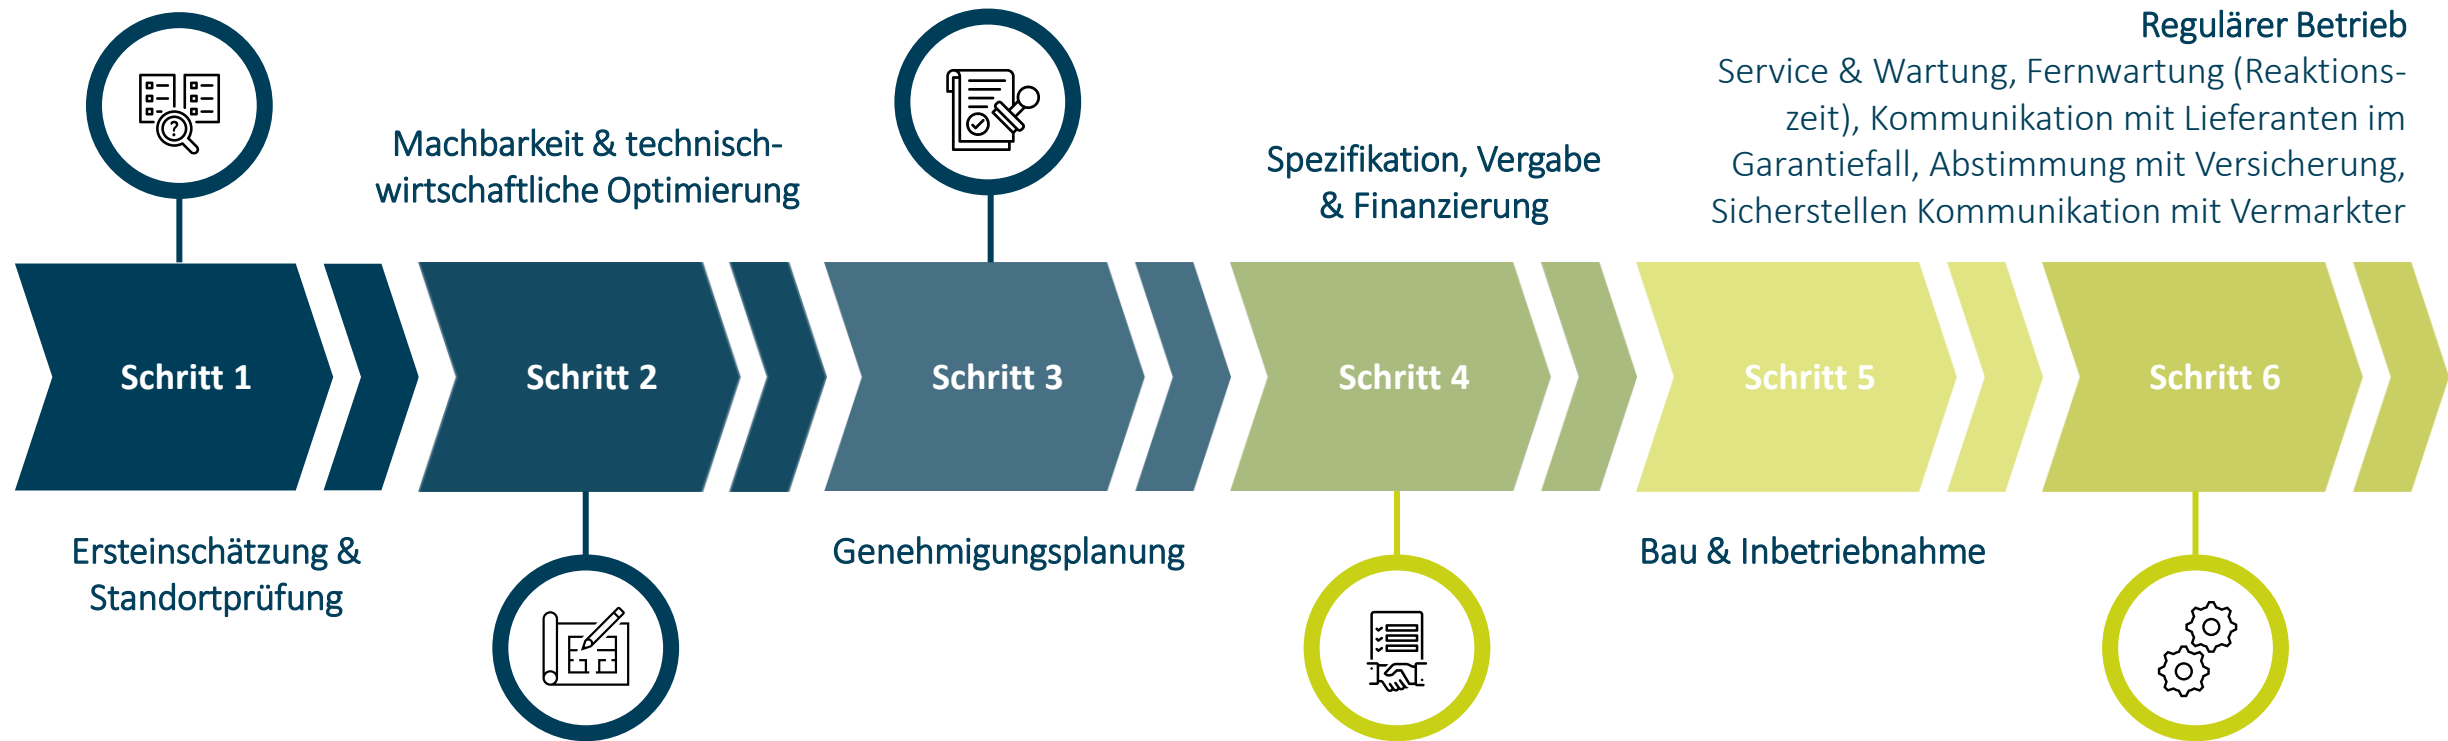 Regulärer Betrieb
Service & Wartung, Fernwartung (Reaktions-
zeit), Kommunikation mit Lieferanten im
Garantiefall, Abstimmung mit Versicherung,
Sicherstellen Kommunikation mit Vermarkter
Machbarkeit & technisch-
wirtschaftliche Optimierung
Spezifikation, Vergabe
& Finanzierung
Schritt 1
Schritt 2
Schritt 3
Schritt 4
Schritt 5
Schritt 6
Ersteinschätzung &
Standortprüfung
Genehmigungsplanung
Bau & Inbetriebnahme
?